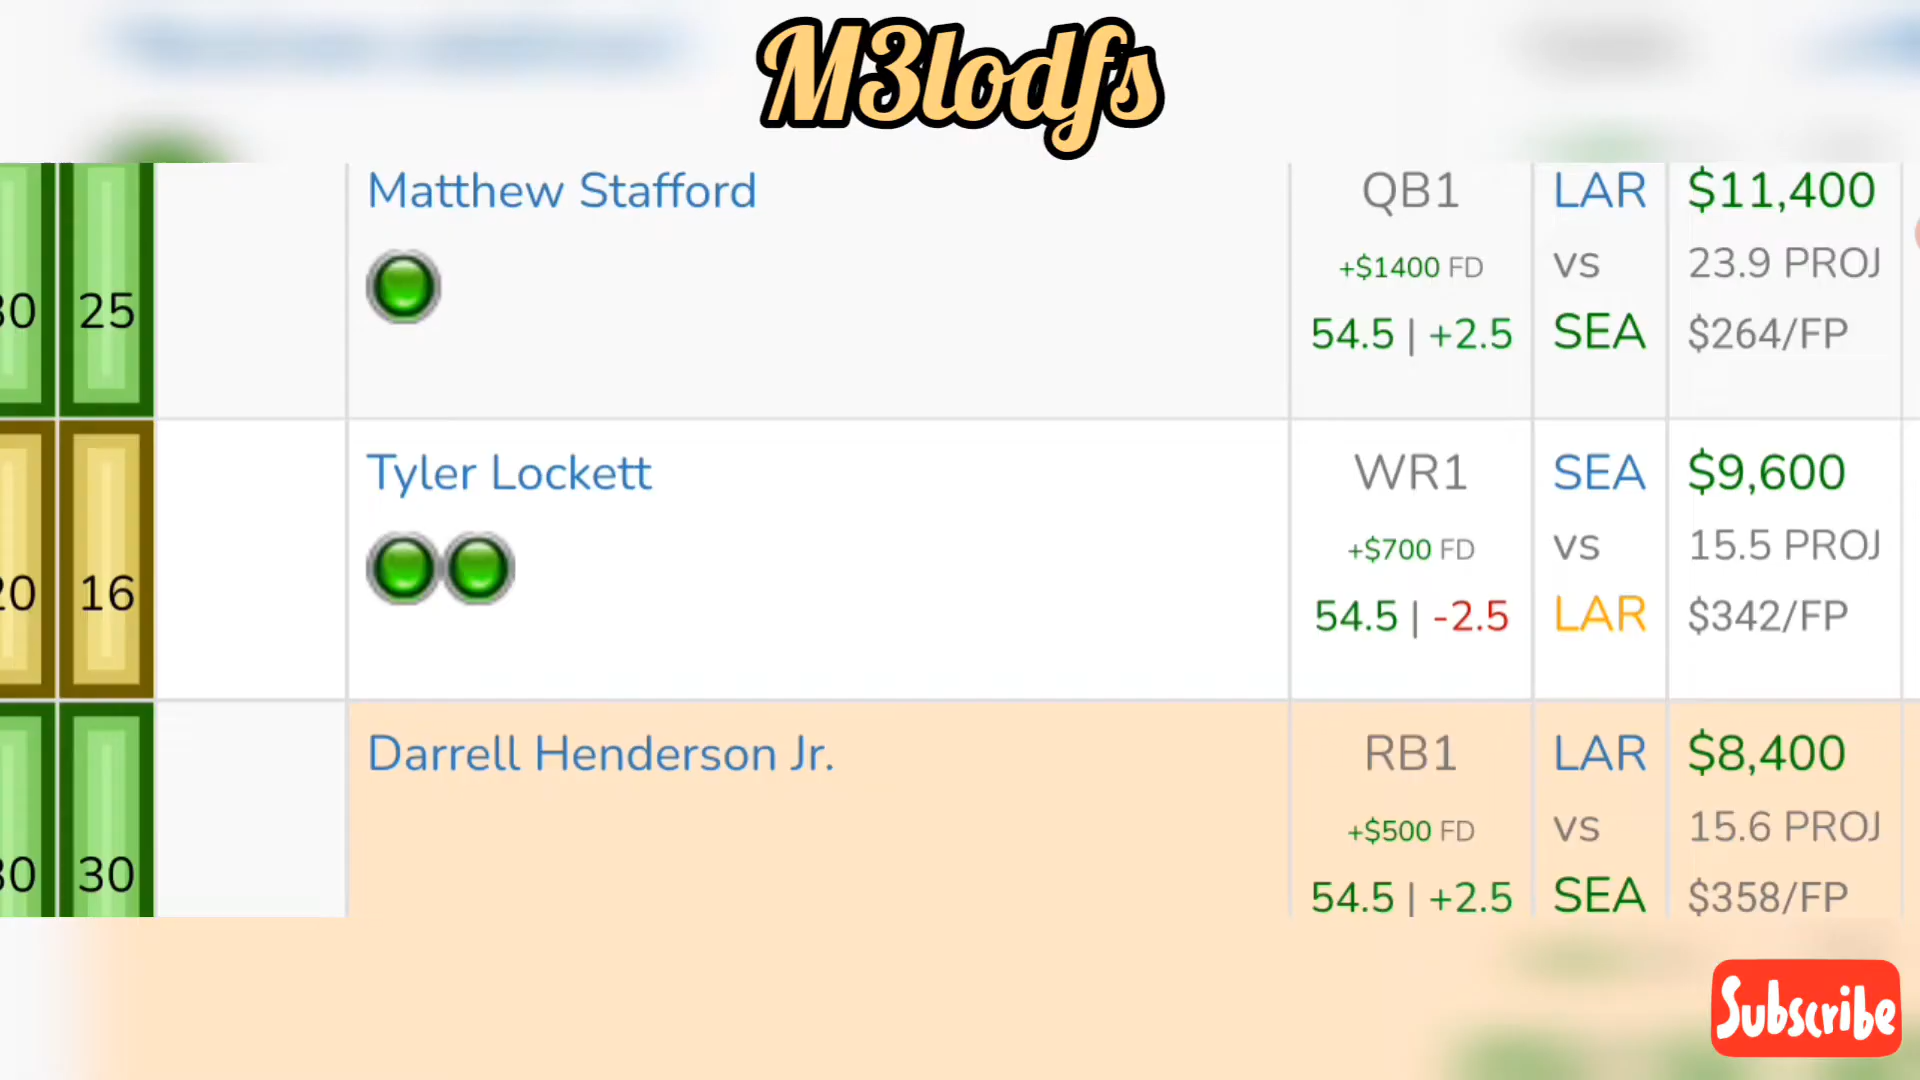 M3lodfs
Matthew Stafford
QB1
LAR
$11,400
+$1400 FD
vs
23.9 PROJ
25
54.5 | +2.5
SEA
$264/FP
Tyler Lockett
WR1
SEA
$9,600
+$700 FD
vs
15.5 PROJ
16
54.5 | -2.5
LAR
$342/FP
Darrell Henderson Jr.
RB1
LAR
$8,400
+$500 FD
vs
15.6 PROJ
30
54.5 | +2.5
SEA
$358/FP
Subscribe